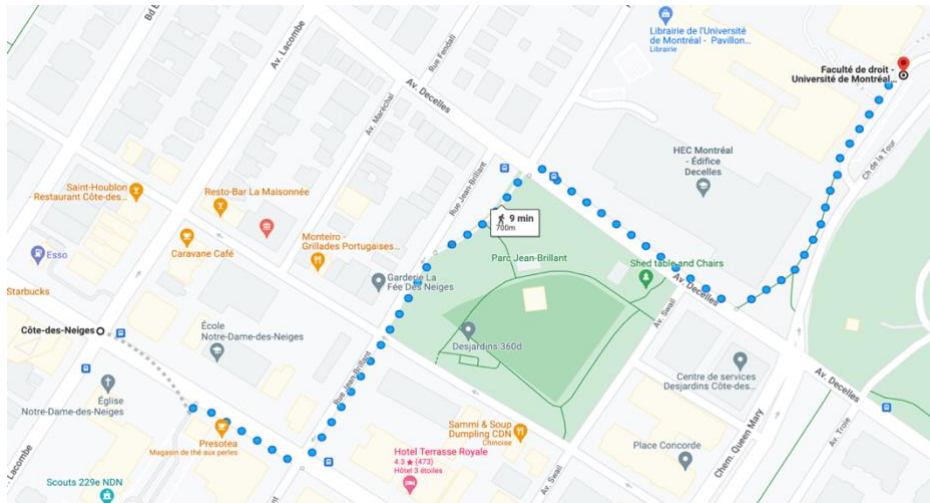 Av. Lacombe
Rue Fendall
Librairie de l'Université
de Montréal - Pavillon...
Librairie
Faculté de droit -
Université de Montréal...
Av. Decelles
Av. Maréchal
HEC Montréal
- Édifice
Decelles
Ch de la Tour
Saint-Houblon
- Restaurant Côte-des...
Resto-Bar La Maisonnée
Rue Jean-Brillant
9 min
700m
Monteiro -
Grillades Portugaises...
Caravane Café
Esso
Parc Jean-Brillant
Shed table and Chairs
Garderie La
Fée Des Neiges
Av. Decelles
Starbucks
Av. Swail
Côte-des-Neiges
École
Notre-Dame-des-Neiges
Desjardins 360d
Rue Jean-Brillant
Centre de services
Desjardins Côte-des...
Av. Decelles
Église
Notre-Dame-des-Neiges
Presotea
Magasin de thé aux perles
Sammi & Soup
Dumpling CDN
Chinoise
Chem. Queen Mary
Av. Troie
Place Concorde
Hotel Terrasse Royale
4.3 ★ (473)
Hôtel 3 étoiles
Av. Swail
Lacombe
Scouts 229e NDN